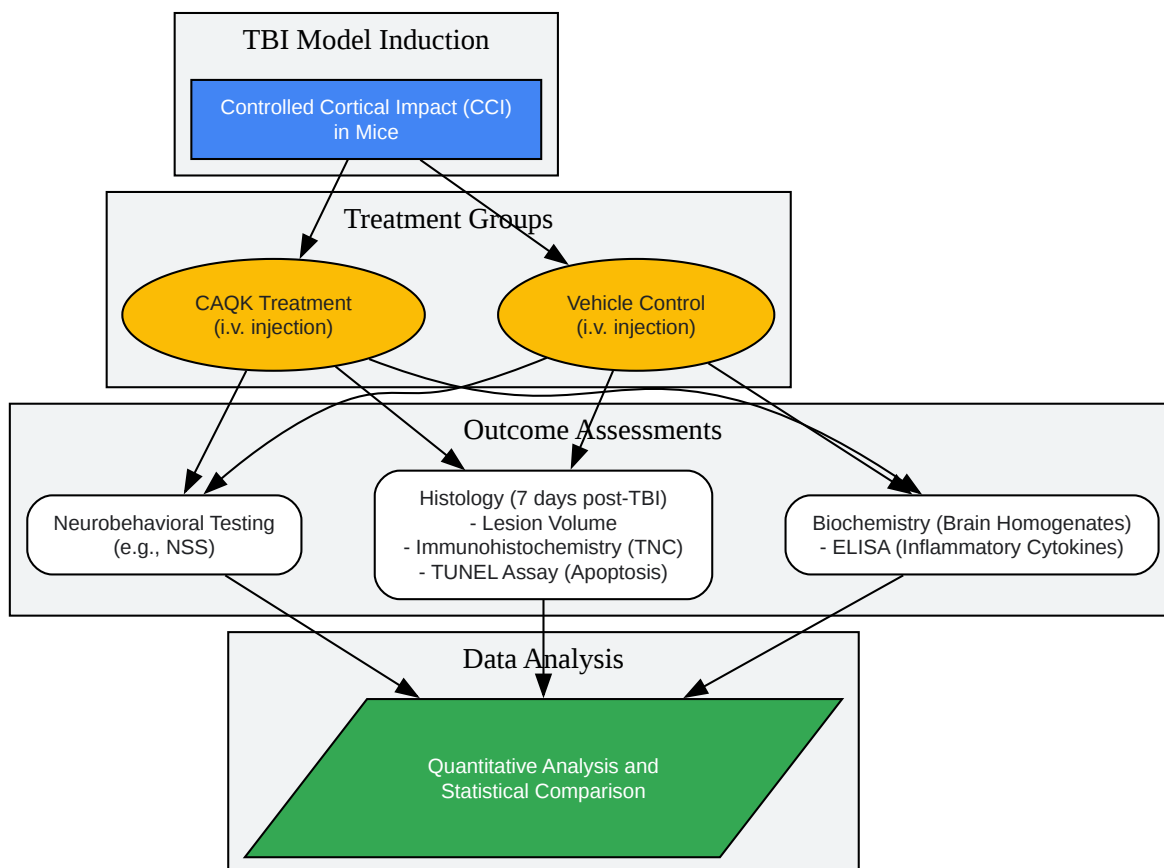 TBI Model Induction
Controlled Cortical Impact (CCI)
in Mice
Treatment Groups
CAQK Treatment
(i.v. injection)
Vehicle Control
(i.v. injection)
Outcome Assessments
Neurobehavioral Testing
(e.g., NSS)
Histology (7 days post-TBI)
- Lesion Volume
- Immunohistochemistry (TNC)
- TUNEL Assay (Apoptosis)
Biochemistry (Brain Homogenates)
- ELISA (Inflammatory Cytokines)
Data Analysis
Quantitative Analysis and
Statistical Comparison